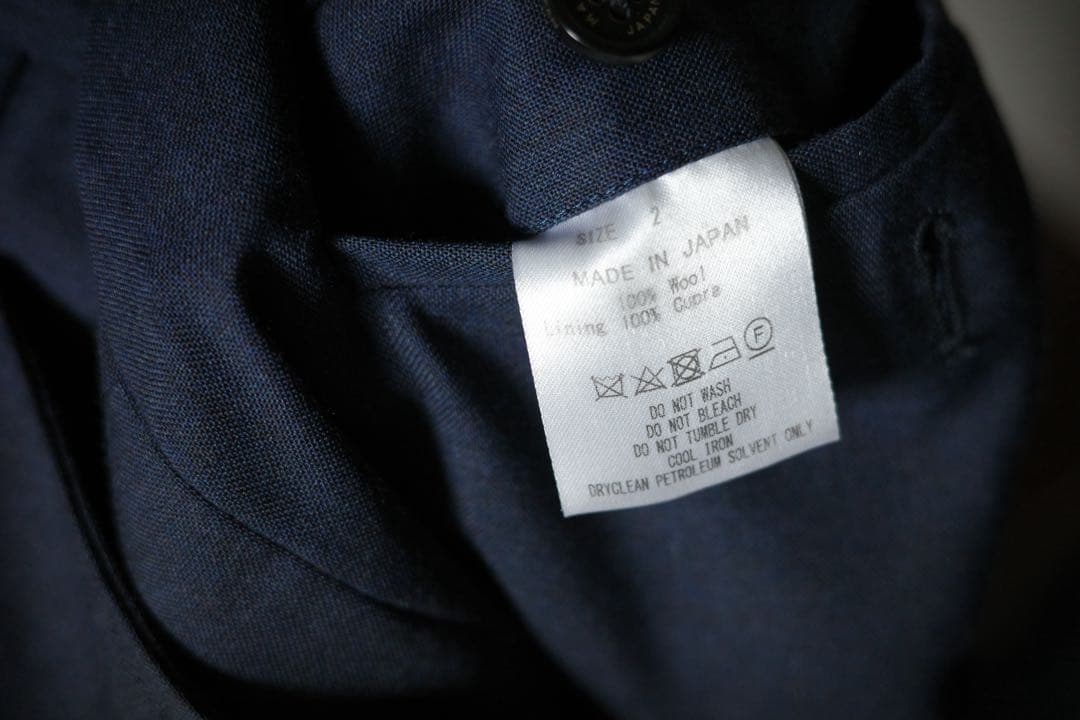 JAPAN
SIZE 2
MADE IN JAPAN
100% Wool
Lining 100% Cupra
F
DO NOT WASH
DO NOT BLEACH
DO NOT TUMBLE DRY
COOL IRON
DRYCLEAN PETROLEUM SOLVENT ONLY